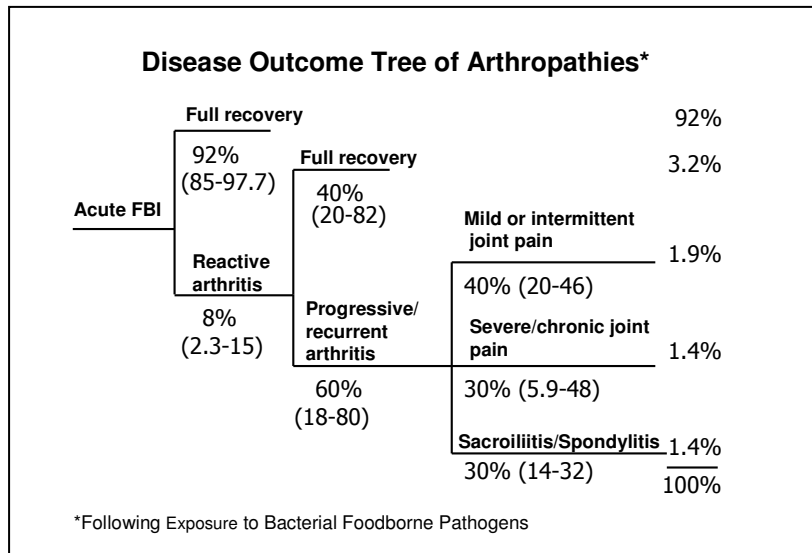 Disease Outcome Tree of Arthropathies*
Full recovery
92%
92%
(85-97.7)
Full recovery
3.2%
40%
(20-82)
Acute FBI
Mild or intermittent
joint pain
1.9%
Reactive
arthritis
40% (20-46)
8%
(2.3-15)
Progressive/
recurrent
arthritis
Severe/chronic joint
pain
1.4%
60%
(18-80)
30% (5.9-48)
Sacroiliitis/Spondylitis
1.4%
30% (14-32)
100%
*Following Exposure to Bacterial Foodborne Pathogens